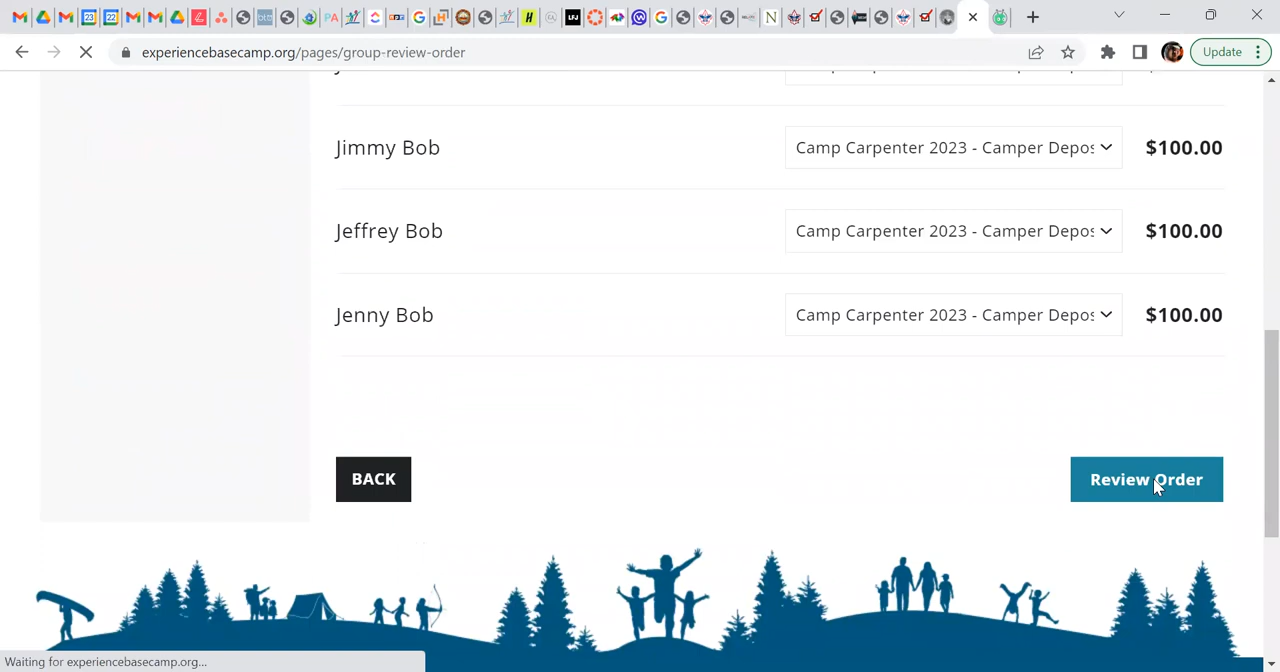 experiencebasecamp.org/pages/group-review-order
Update
Jimmy Bob
Camp Carpenter 2023 - Camper Depos
$100.00
Jeffrey Bob
Camp Carpenter 2023 - Camper Depos
$100.00
Jenny Bob
Camp Carpenter 2023 - Camper Depos
$100.00
BACK
Review Order
Waiting for experiencebasecamp.org...